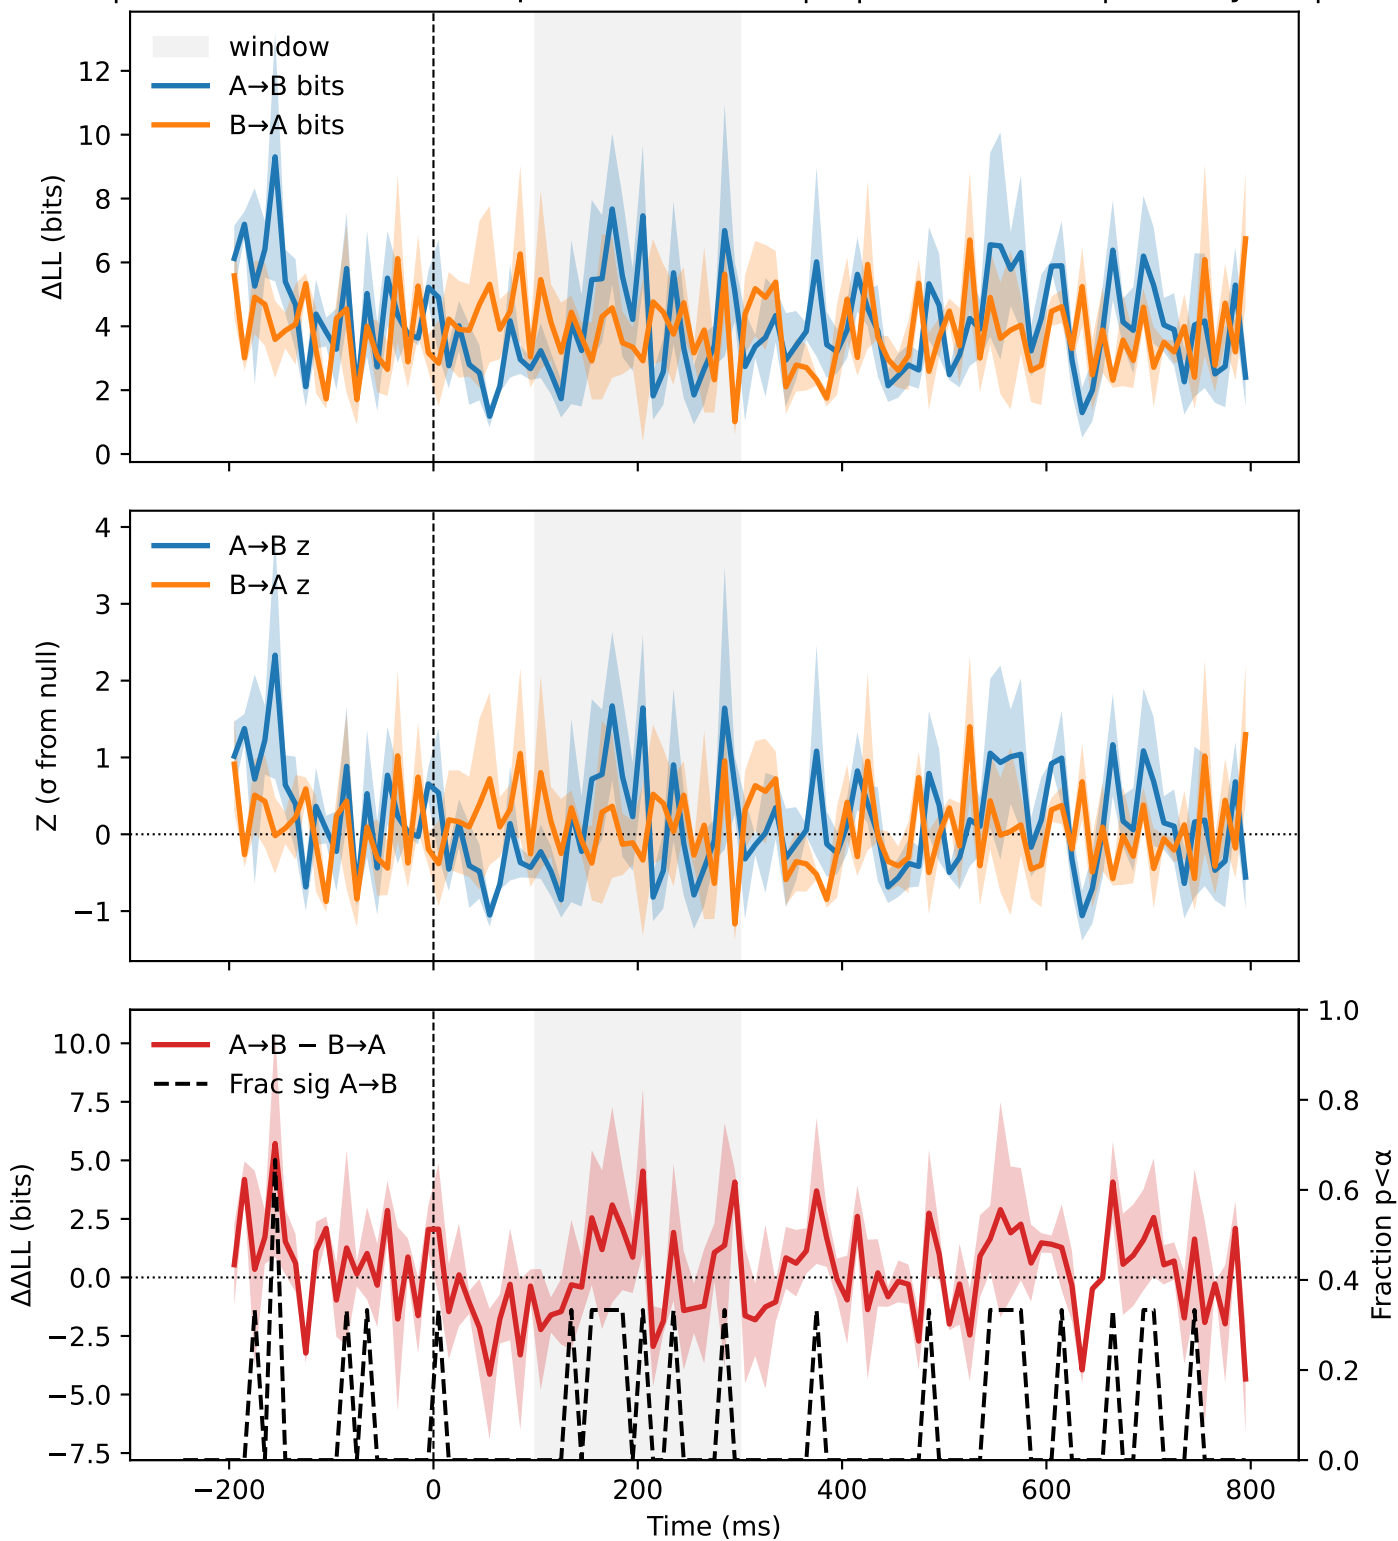 window
A→B bits
B→A bits
12
10
8
6
4
2
0
ΔLL (bits)
A→B z
B→A z
4
3
2
1
0
−1
Z (σ from null)
A→B − B→A
Frac sig A→B
10.0
7.5
5.0
2.5
0.0
−2.5
−5.0
−7.5
ΔΔLL (bits)
1.0
0.8
0.6
0.4
0.2
0.0
Fraction p<α
−200 0 200 400 600 800
Time (ms)